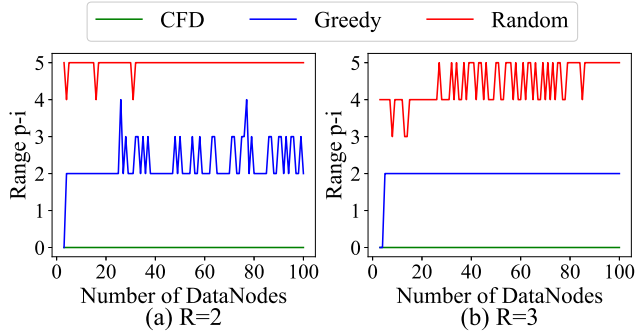 CFD Greedy Random
Range p-i
5
4
3
2
1
0
0 20 40 60 80 100
Number of DataNodes
(a) R=2
Range p-i
5
4
3
2
1
0
0 20 40 60 80 100
Number of DataNodes
(b) R=3